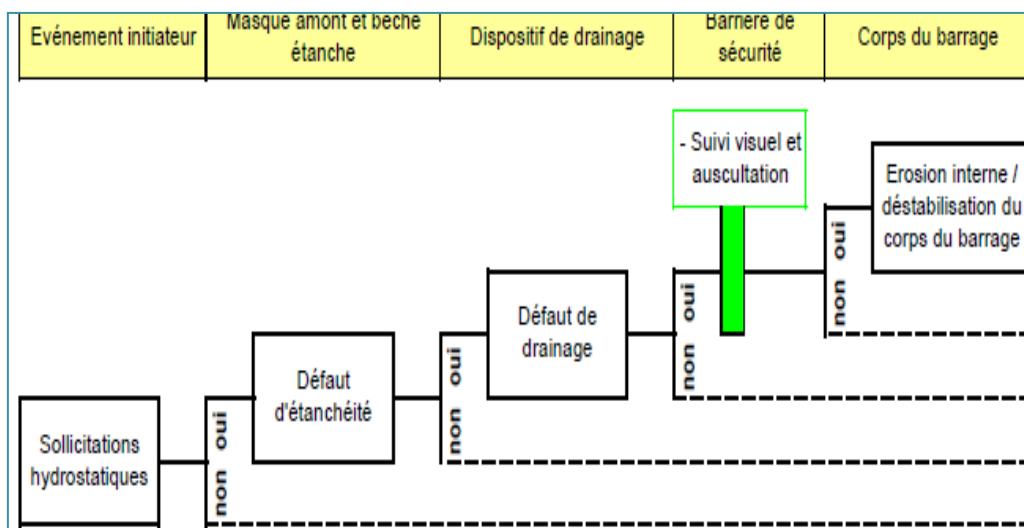 Evénement initiateur
Masque amont et bêche
étanche
Dispositif de drainage
Barrière de
sécurité
Corps du barrage
- Suivi visuel et
auscultation
Erosion interne /
déstabilisation du
corps du barrage
non oui
Défaut de
drainage
non oui
Défaut
d'étanchéité
non oui
Sollicitations
hydrostatiques
non oui